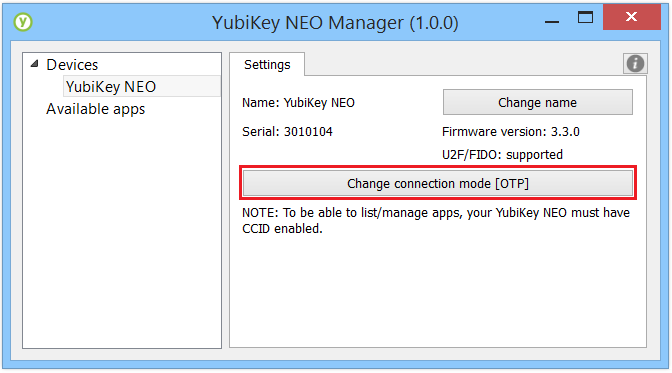 YubiKey NEO Manager (1.0.0)
Devices
YubiKey NEO
Available apps
Settings
Name: YubiKey NEO
Change name
Serial: 3010104
Firmware version: 3.3.0
U2F/FIDO: supported
Change connection mode [OTP]
NOTE: To be able to list/manage apps, your YubiKey NEO must have
CCID enabled.